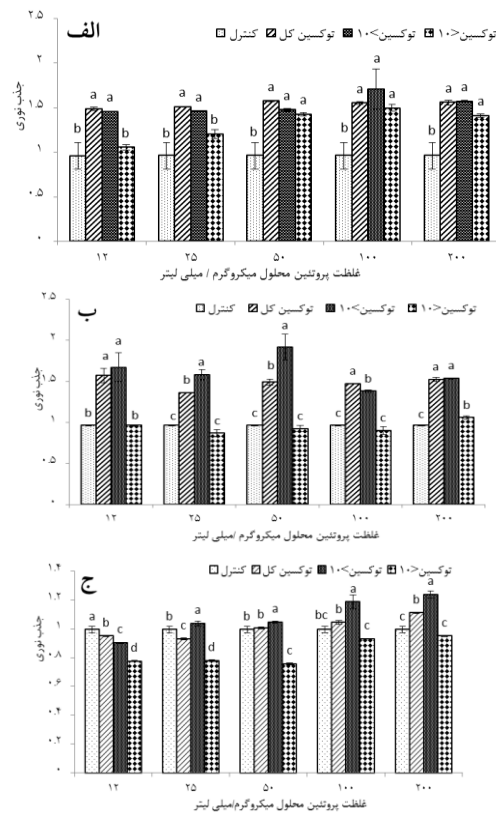 الف
کنترل توکسین کل توکسین>۱۰ توکسین<۱۰
جذب نوری
۲.۵
۲
۱.۵
۱
۰.۵
۰
b a a b
b a a b
b a a a
b a a a
b a a a
۱۲ ۲۵ ۵۰ ۱۰۰ ۲۰۰
غلظت پروتئین محلول میکروگرم / میلی لیتر
ب
کنترل توکسین کل توکسین>۱۰ توکسین<۱۰
جذب نوری
۲.۵
۲
۱.۵
۱
۰.۵
۰
b a a b
c b a c
c b a c
c a b c
c a a b
۱۲ ۲۵ ۵۰ ۱۰۰ ۲۰۰
غلظت پروتئین محلول میکروگرم /میلی لیتر
ج
کنترل توکسین کل توکسین>۱۰ توکسین<۱۰
جذب نوری
۱.۴
۱.۲
۱
۰.۸
۰.۶
۰.۴
۰.۲
۰
a b c d
b c a d
b b a c
bc b a c
c b a c
۱۲ ۲۵ ۵۰ ۱۰۰ ۲۰۰
غلظت پروتئین محلول میکروگرم/میلی لیتر